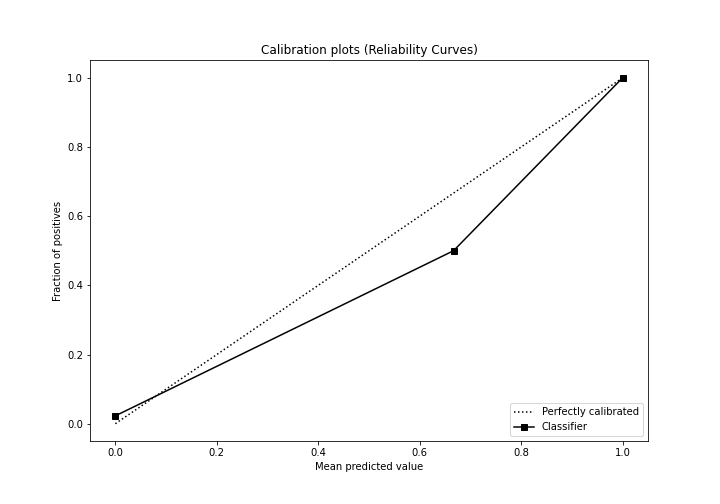 Calibration plots (Reliability Curves)
1.0
0.8
0.6
0.4
0.2
0.0
Fraction of positives
0.0 0.2 0.4 0.6 0.8 1.0
Mean predicted value
Perfectly calibrated
Classifier